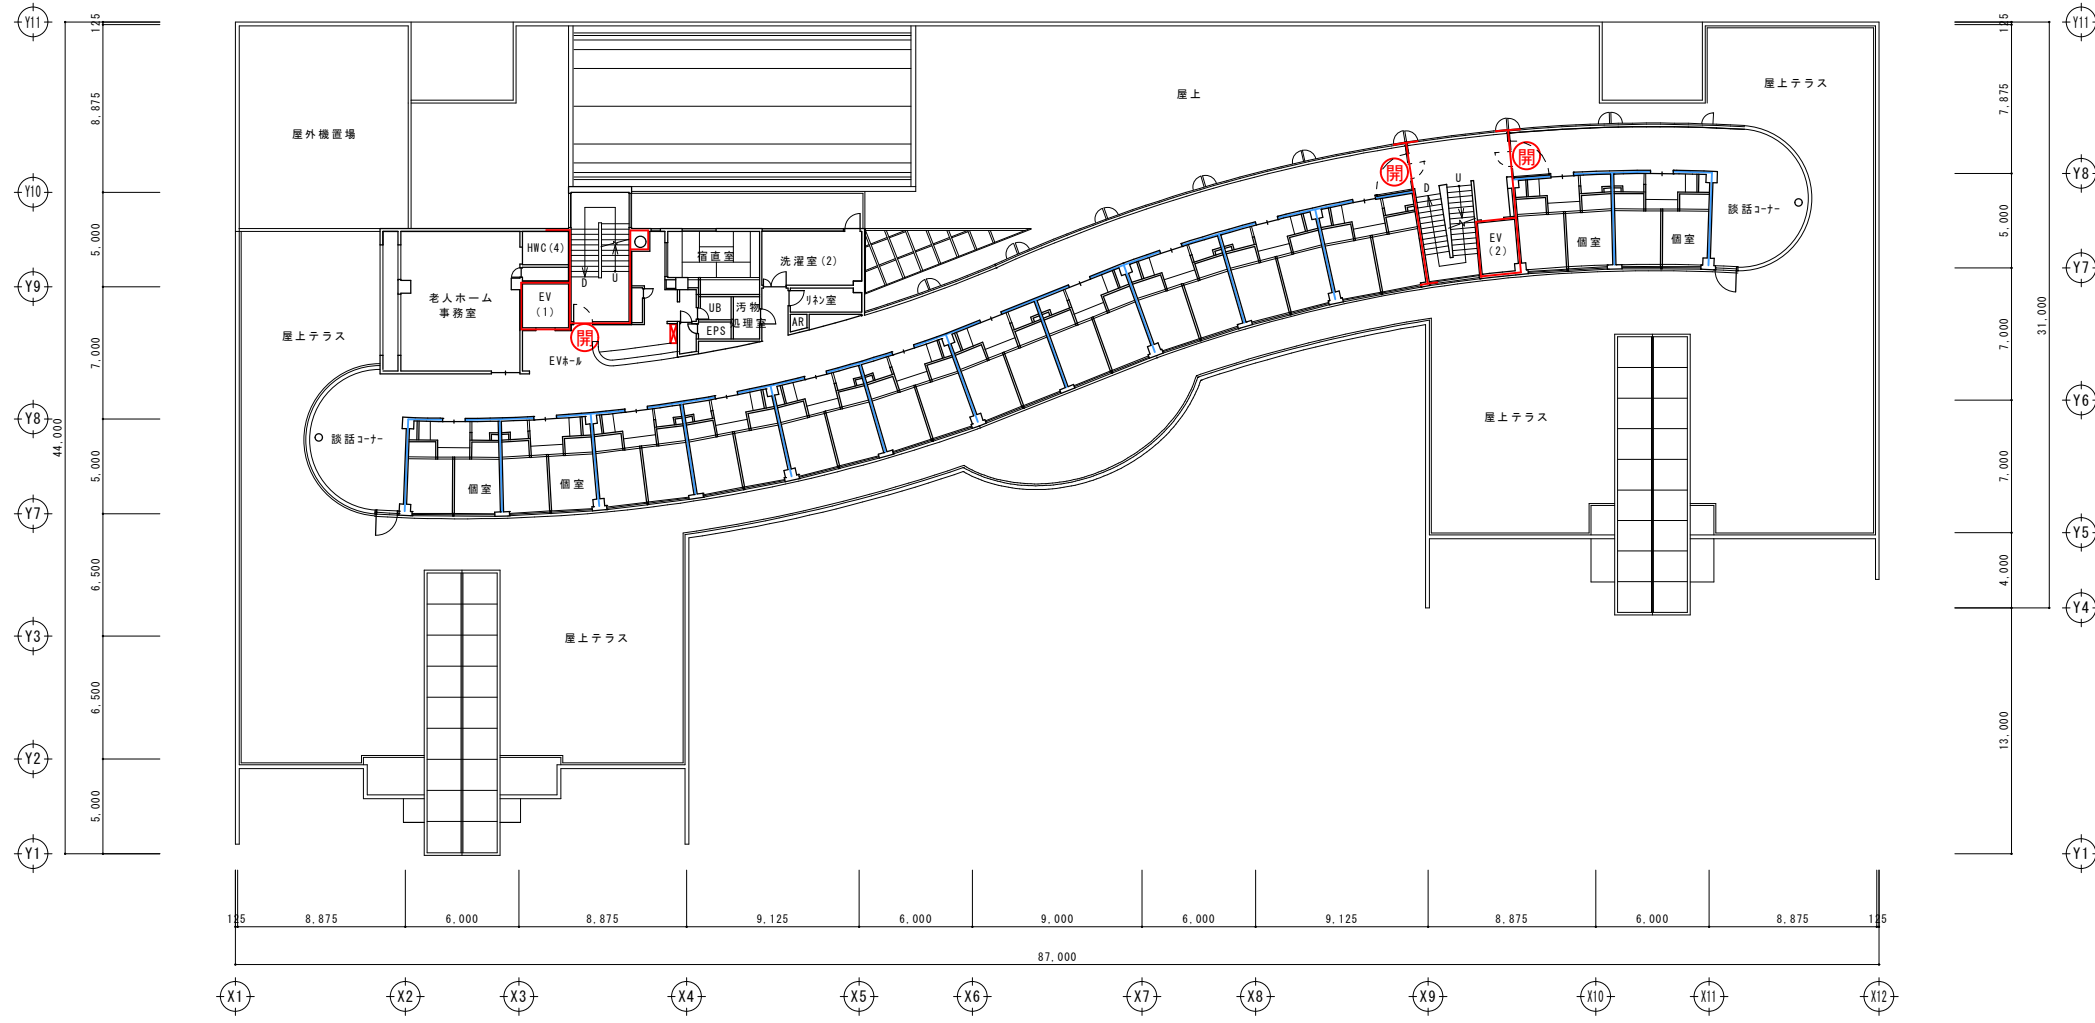 Y11
125
125
Y11
8,875
屋外機置場
屋上
屋上テラス
7,875
Y10
開
開
Y8
D
U
談話コーナー
5,000
HWC(4)
宿直室
洗濯室(2)
EV
(2)
個室
個室
5,000
D
U
Y9
Y7
老人ホーム
事務室
EV
(1)
UB
汚物
処理室
リネン室
AR
EPS
開
EVホール
屋上テラス
7,000
7,000
31,000
Y8
Y6
44,000
談話コーナー
屋上テラス
5,000
個室
個室
7,000
Y7
Y5
6,500
4,000
Y3
屋上テラス
Y4
6,500
13,000
Y2
5,000
Y1
Y1
125
8,875
6,000
8,875
9,125
6,000
9,000
6,000
9,125
8,875
6,000
8,875
125
87,000
X1
X2
X3
X4
X5
X6
X7
X8
X9
X10
X11
X12